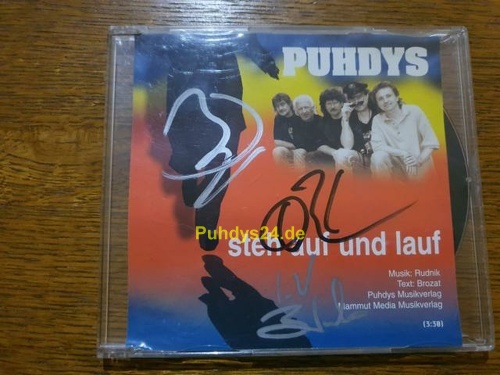 PUHDYS
Puhdys24.de
steh auf und lauf
Musik: Rudnik
Text: Brozat
Puhdys Musikverlag
Mammut Media Musikverlag
(3:38)